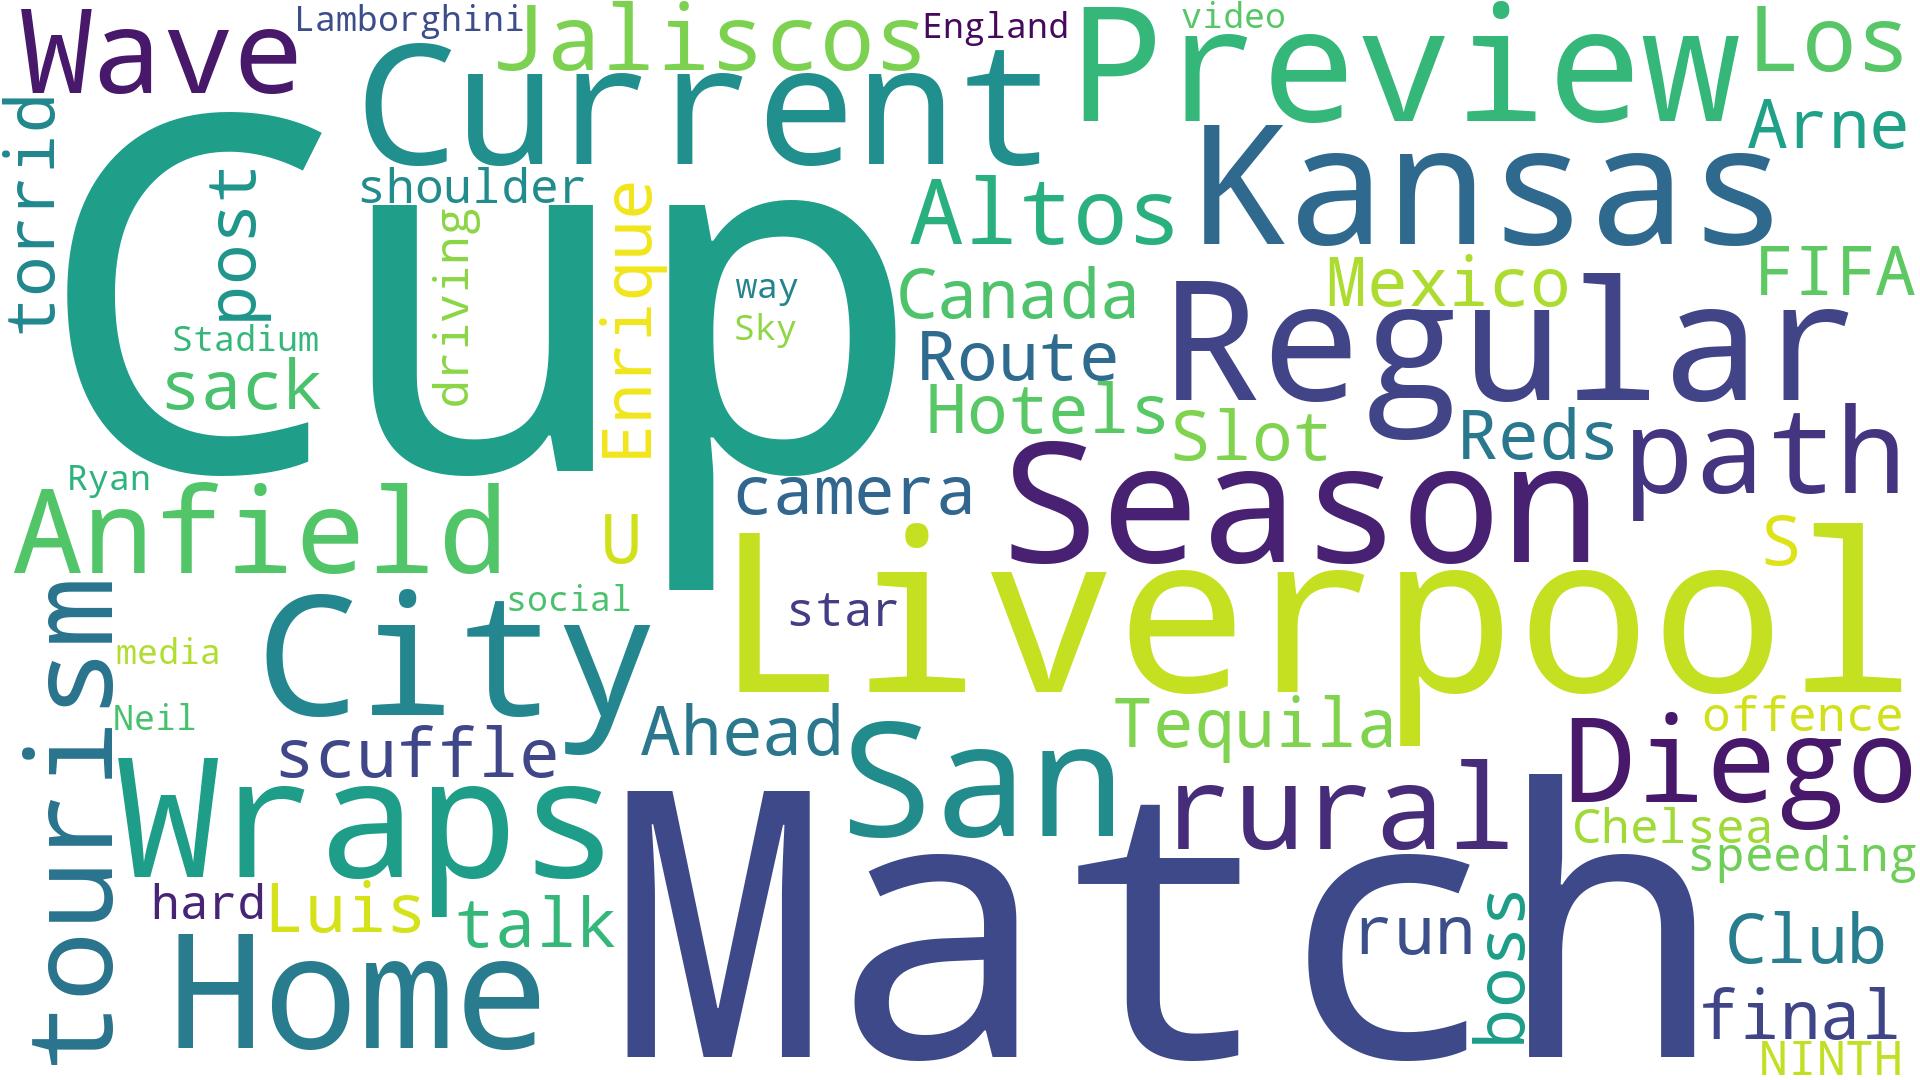 Wave
Lamborghini
Jaliscos
England
Preview
video
Los
Current
Arne
torrid
Cup
post
shoulder
driving
Enrique
Altos
Kansas
way
Sky
Canada
Mexico
FIFA
Stadium
sack
Route
Regular
Hotels
Slot
Reds
path
Ryan
Anfield
U
camera
Season
S
tourism
City
social
star
Liverpool
media
Neil
scuffle
Ahead
San
Tequila
offence
Diego
Wraps
rural
Chelsea
speeding
hard
Luis
talk
Match
run
boss
Club
Home
final
NINTH